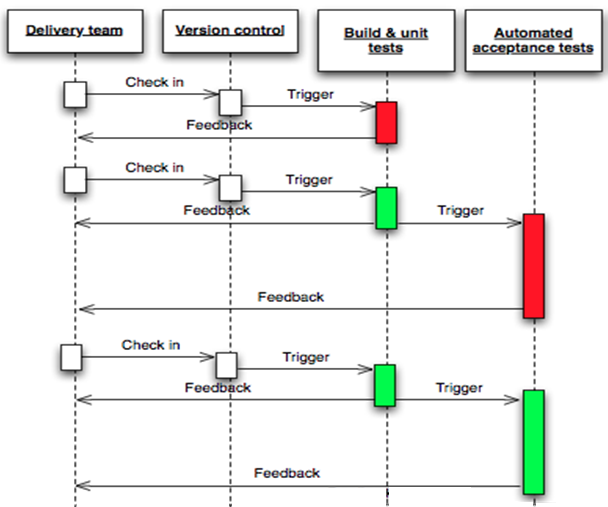 Delivery team
Version control
Build & unit
tests
Automated
acceptance tests
Check in
Trigger
Feedback
Check in
Trigger
Feedback
Trigger
Feedback
Check in
Trigger
Feedback
Trigger
Feedback